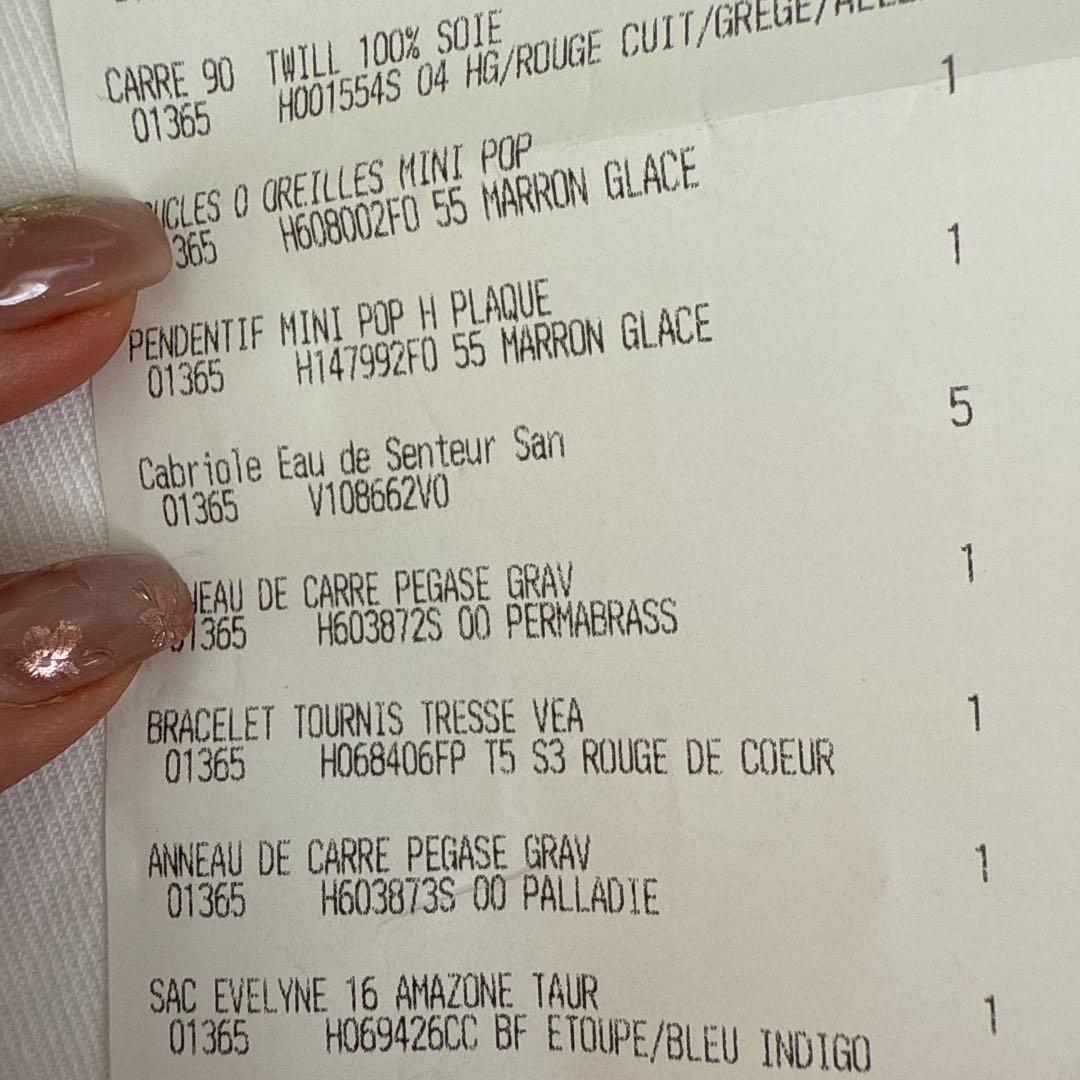 CARRE 90 TWILL 100% SOIE
01365 H001554S 04 HG/ROUGE CUIT/GREGE/
1
OREILLES MINI POP
365 H608002FO 55 MARRON GLACE
1
PENDENTIF MINI POP H PLAQUE
01365 H147992FO 55 MARRON GLACE
5
Cabriole Eau de Senteur San
01365 V108662V0
1
DE CARRE PEGASE GRAV
1365 H603872S 00 PERMABRASS
1
BRACELET TOURNIS TRESSE VEA
01365 H068406FP T5 S3 ROUGE DE COEUR
1
ANNEAU DE CARRE PEGASE GRAV
01365 H603873S 00 PALLADIE
1
SAC EVELYNE 16 AMAZONE TAUR
01365 H069426CC BF ETOUPE/BLEU INDIGO